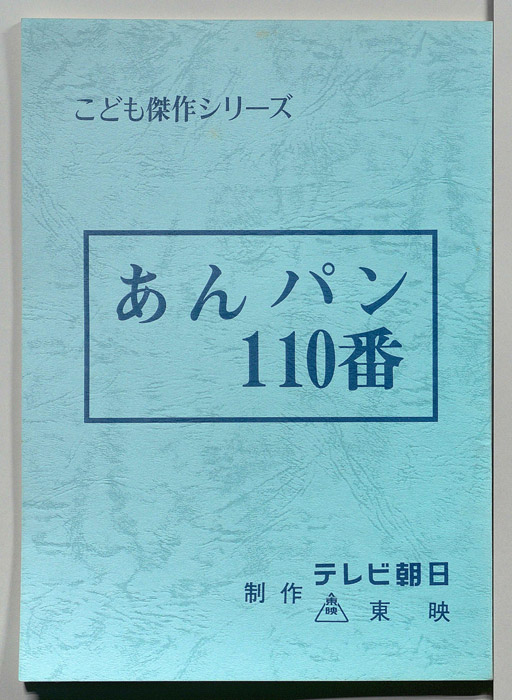 こども傑作シリーズ
あんパン
110番
制作 テレビ朝日
東映 東映